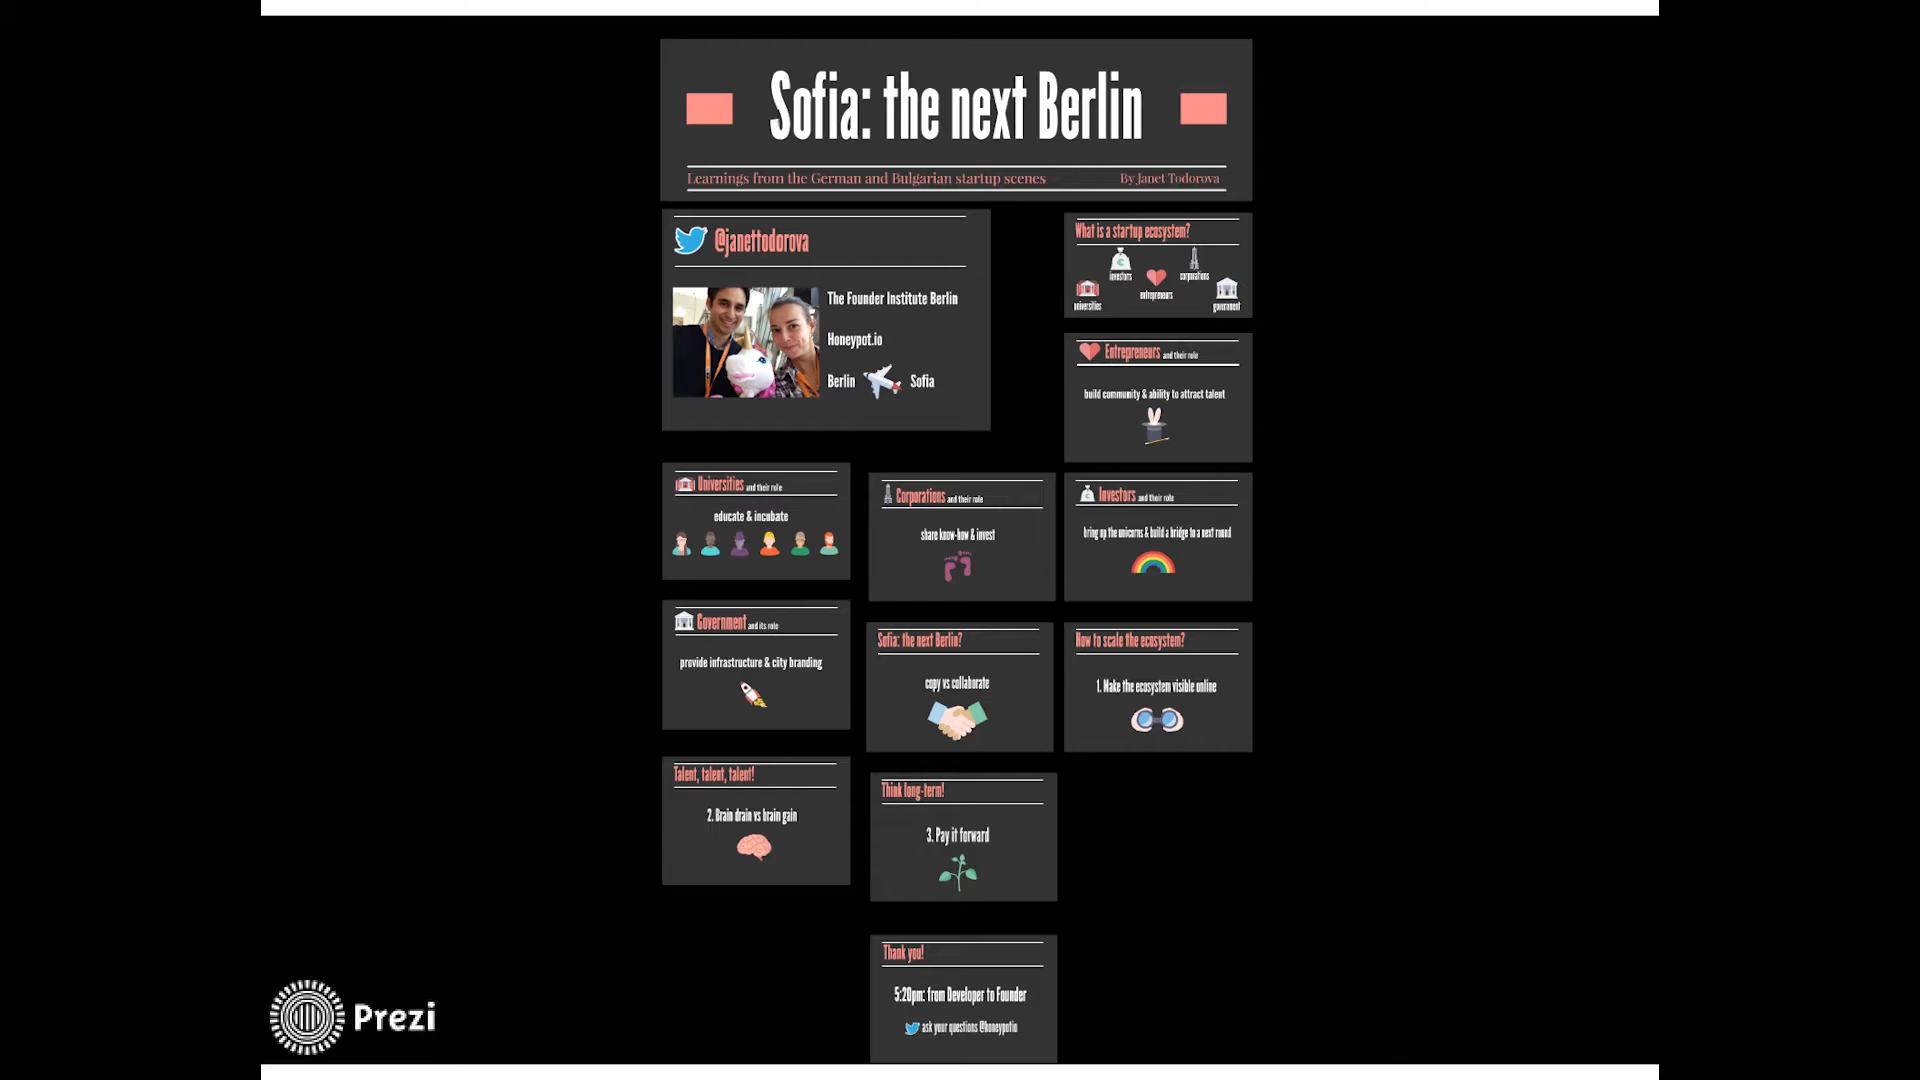 Sofia: the next Berlin
Learnings from the German and Bulgarian startup scenes
By Janet Todorova
@janettodorova
The Founder Institute Berlin
Honeypot.io
Berlin
Sofia
What is a startup ecosystem?
investors
corporations
universities
entrepreneurs
government
Entrepreneurs and their role
build community & ability to attract talent
Universities and their role
educate & incubate
Corporations and their role
share know-how & invest
Investors and their role
bring up the unicorns & build a bridge to a next round
Government and its role
provide infrastructure & city branding
Sofia: the next Berlin?
copy vs collaborate
How to scale the ecosystem?
1. Make the ecosystem visible online
Talent, talent, talent!
2. Brain drain vs brain gain
Think long-term!
3. Pay it forward
Thank you!
5:20pm: from Developer to Founder
ask your questions @honeypotio
Prezi